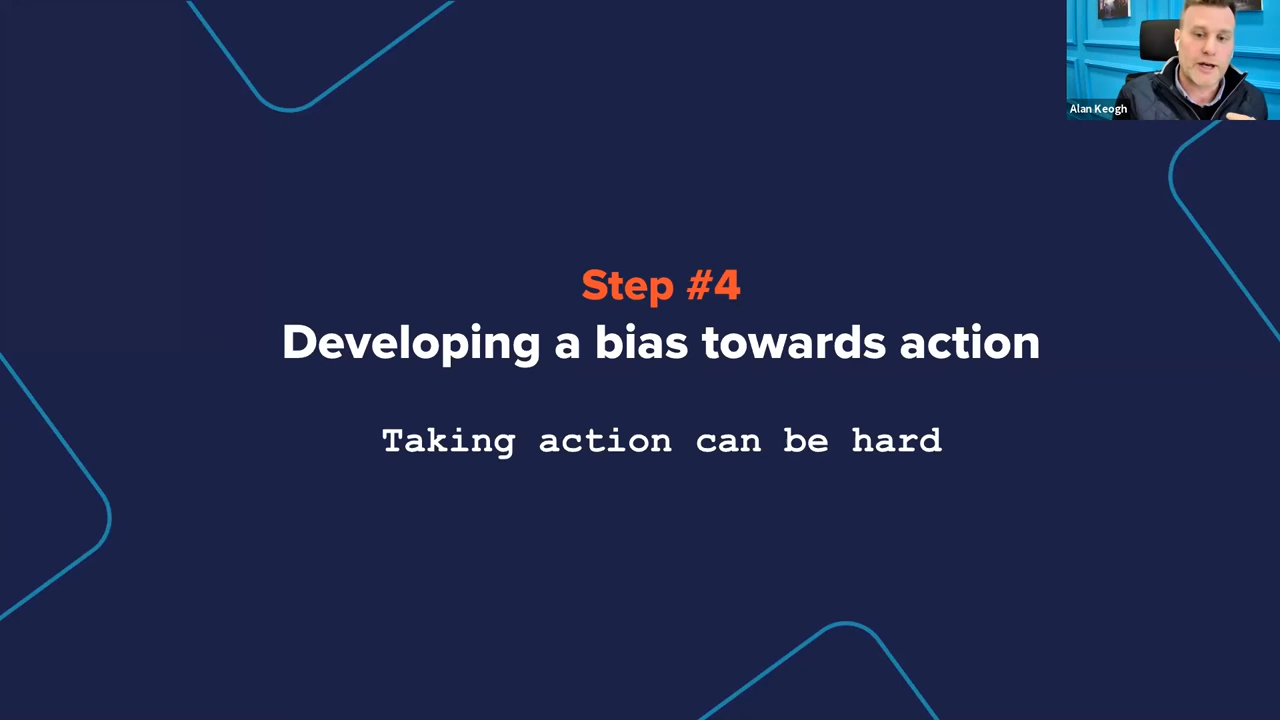 Alan Keogh
Step #4
Developing a bias towards action
Taking action can be hard